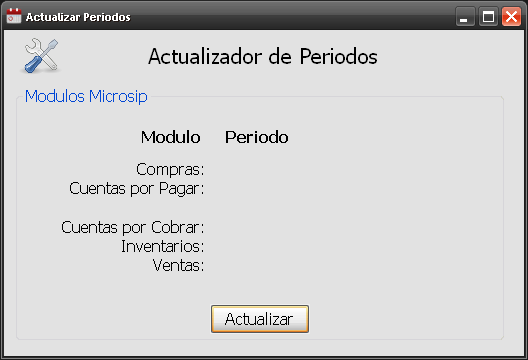 Actualizar Periodos
Actualizador de Periodos
Modulos Microsip
Modulo Periodo
Compras:
Cuentas por Pagar:
Cuentas por Cobrar:
Inventarios:
Ventas:
Actualizar